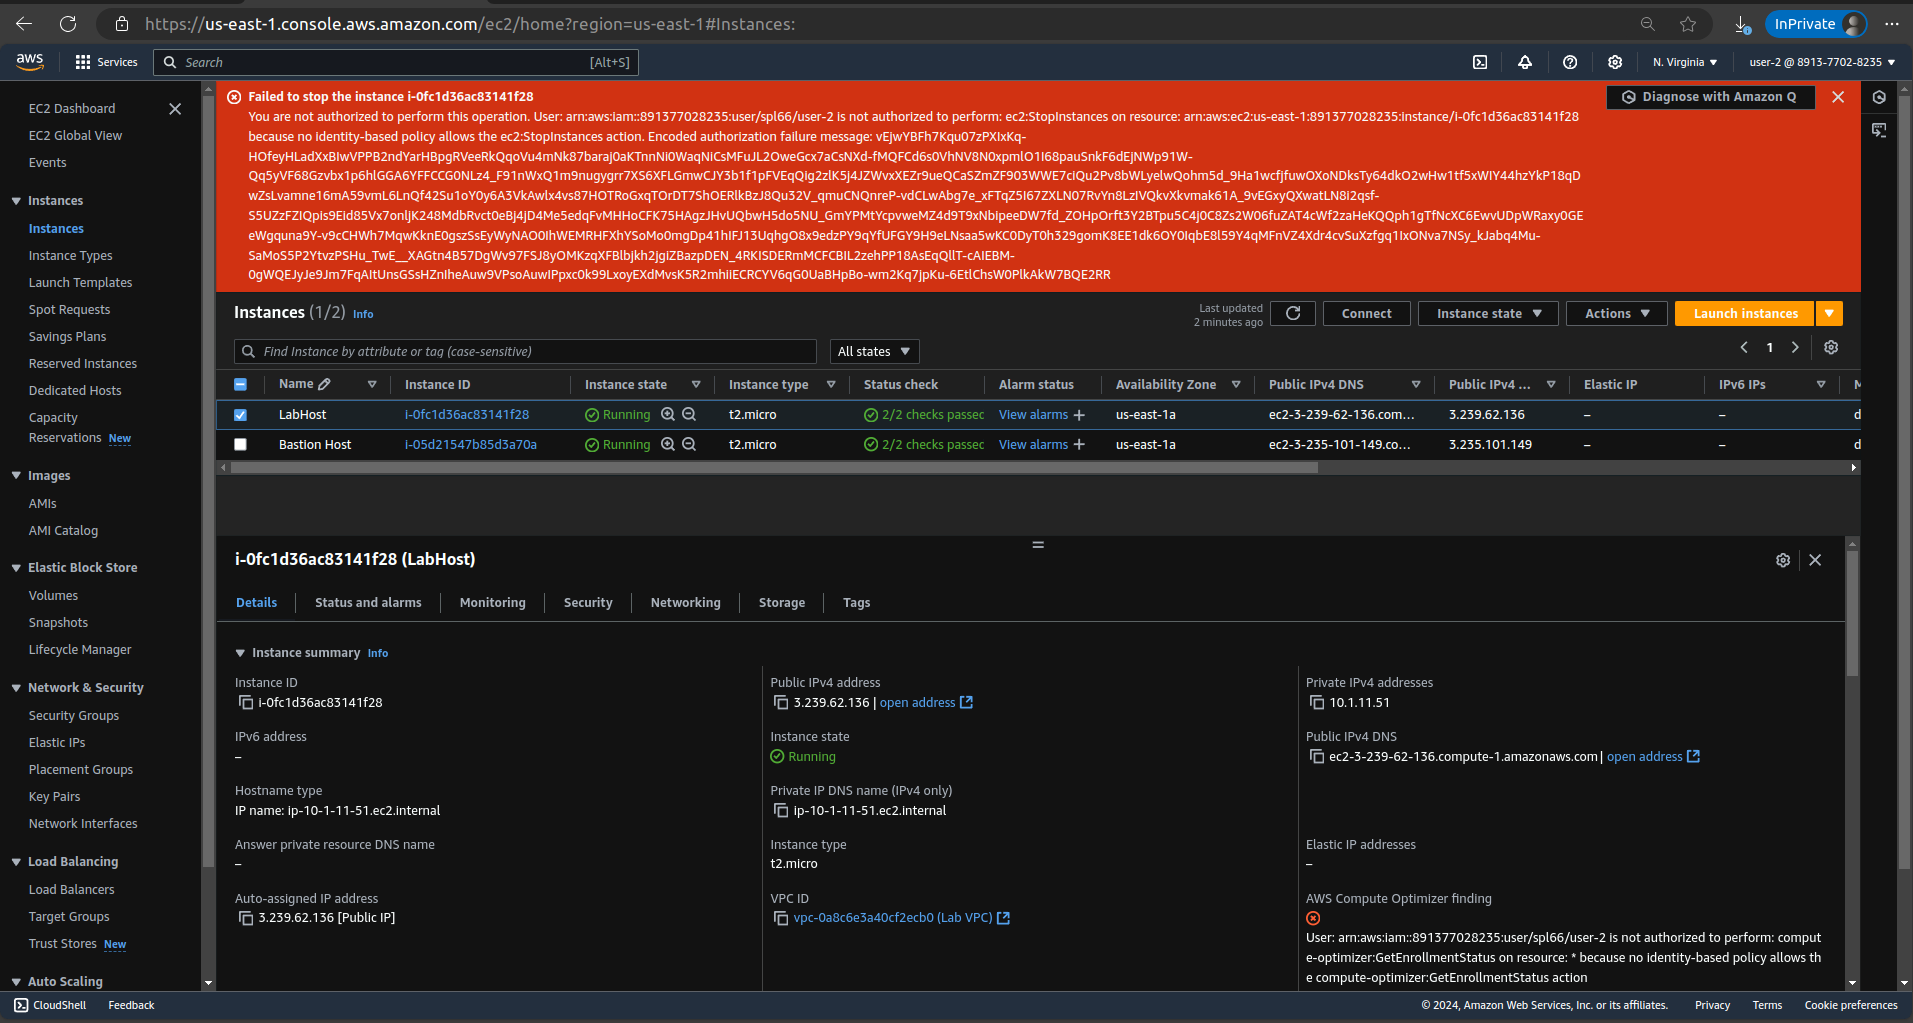 https://us-east-1.console.aws.amazon.com/ec2/home?region=us-east-1#Instances:
InPrivate
aws
Services
Search
[Alt+S]
N. Virginia
user-2 @ 8913-7702-8235
EC2 Dashboard
EC2 Global View
Events
Instances
Instances
Instance Types
Launch Templates
Spot Requests
Savings Plans
Reserved Instances
Dedicated Hosts
Capacity
Reservations New
Images
AMIs
AMI Catalog
Elastic Block Store
Volumes
Snapshots
Lifecycle Manager
Network & Security
Security Groups
Elastic IPs
Placement Groups
Key Pairs
Network Interfaces
Load Balancing
Load Balancers
Target Groups
Trust Stores New
Auto Scaling
Failed to stop the instance i-0fc1d36ac83141f28
Diagnose with Amazon Q
You are not authorized to perform this operation. User: arn:aws:iam::891377028235:user/spl66/user-2 is not authorized to perform: ec2:StopInstances on resource: arn:aws:ec2:us-east-1:891377028235:instance/i-0fc1d36ac83141f28
because no identity-based policy allows the ec2:StopInstances action. Encoded authorization failure message:
Instances (1/2) Info
Last updated
2 minutes ago
Connect
Instance state
Actions
Launch instances
Find Instance by attribute or tag (case-sensitive)
All states
1
Name
Instance ID
Instance state
Instance type
Status check
Alarm status
Availability Zone
Public IPv4 DNS
Public IPv4 ...
Elastic IP
IPv6 IPs
M
LabHost
i-0fc1d36ac83141f28
Running
t2.micro
2/2 checks passec
View alarms +
us-east-1a
ec2-3-239-62-136.com...
3.239.62.136
–
–
d
Bastion Host
i-05d21547b85d3a70a
Running
t2.micro
2/2 checks passec
View alarms +
us-east-1a
ec2-3-235-101-149.co...
3.235.101.149
–
–
d
i-0fc1d36ac83141f28 (LabHost)
Details
Status and alarms
Monitoring
Security
Networking
Storage
Tags
Instance summary Info
Instance ID
i-0fc1d36ac83141f28
Public IPv4 address
3.239.62.136 | open address
Private IPv4 addresses
10.1.11.51
IPv6 address
–
Instance state
Running
Public IPv4 DNS
ec2-3-239-62-136.compute-1.amazonaws.com | open address
Hostname type
IP name: ip-10-1-11-51.ec2.internal
Private IP DNS name (IPv4 only)
ip-10-1-11-51.ec2.internal
Answer private resource DNS name
–
Instance type
t2.micro
Elastic IP addresses
–
Auto-assigned IP address
3.239.62.136 [Public IP]
VPC ID
vpc-0a8c6e3a40cf2ecb0 (Lab VPC)
AWS Compute Optimizer finding
User: arn:aws:iam::891377028235:user/spl66/user-2 is not authorized to perform: comput
e-optimizer:GetEnrollmentStatus on resource: * because no identity-based policy allows th
e compute-optimizer:GetEnrollmentStatus action
CloudShell
Feedback
© 2024, Amazon Web Services, Inc. or its affiliates.
Privacy
Terms
Cookie preferences